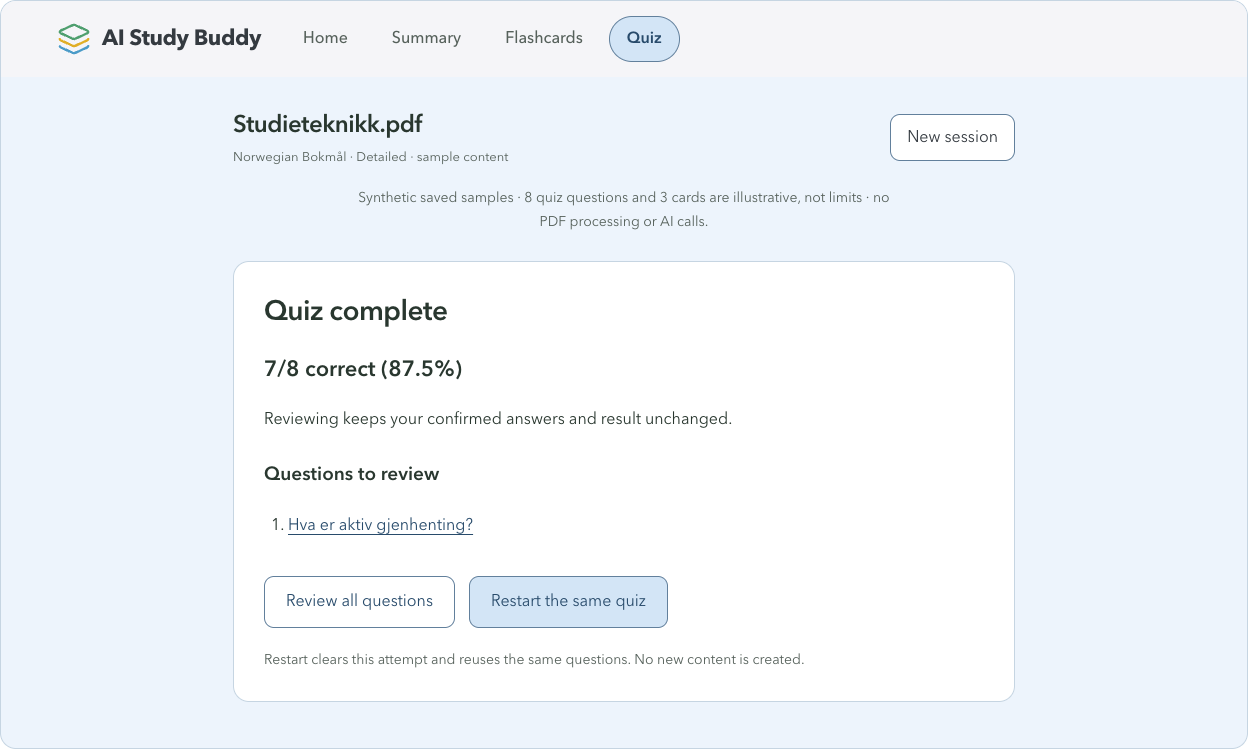 AI Study Buddy
Home
Summary
Flashcards
Quiz
Studieteknikk.pdf
New session
Norwegian Bokmål · Detailed · sample content
Synthetic saved samples · 8 quiz questions and 3 cards are illustrative, not limits · no
PDF processing or AI calls.
Quiz complete
7/8 correct (87.5%)
Reviewing keeps your confirmed answers and result unchanged.
Questions to review
1. Hva er aktiv gjenhenting?
Review all questions
Restart the same quiz
Restart clears this attempt and reuses the same questions. No new content is created.